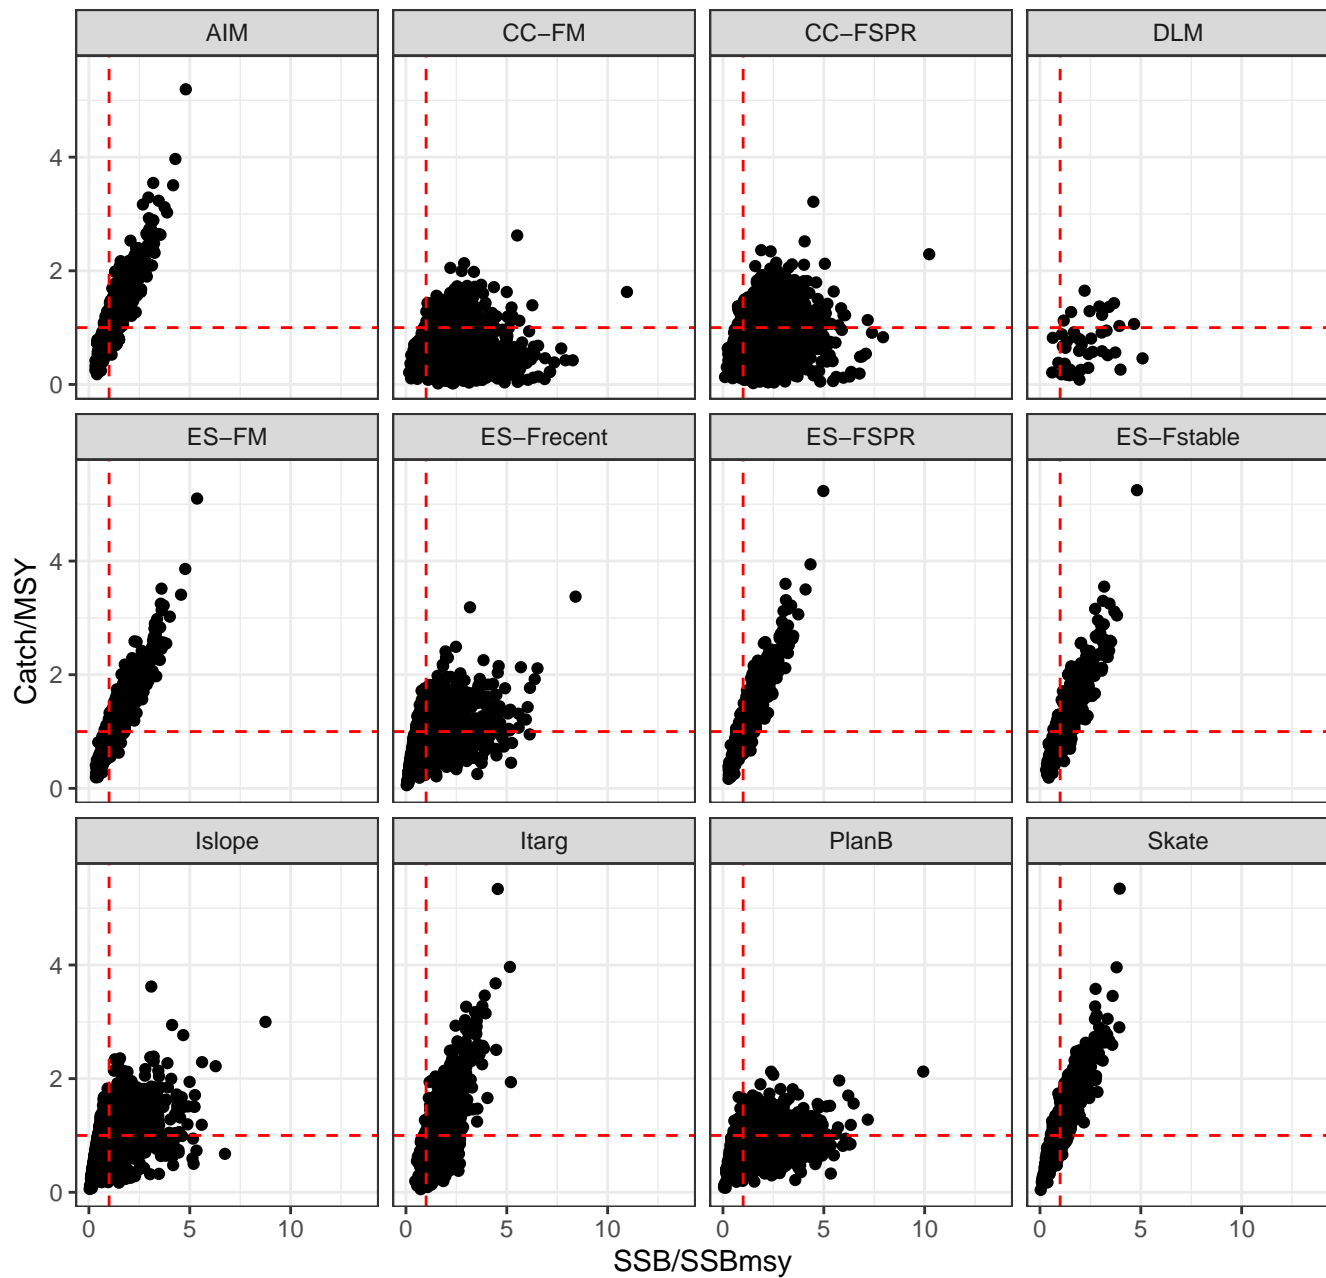 AIM CC−FM CC−FSPR DLM
4
2
0
ES−FM ES−Frecent ES−FSPR ES−Fstable
4
2
0
Catch/MSY
Islope Itarg PlanB Skate
4
2
0
0 5 10 0 5 10 0 5 10 0 5 10
SSB/SSBmsy